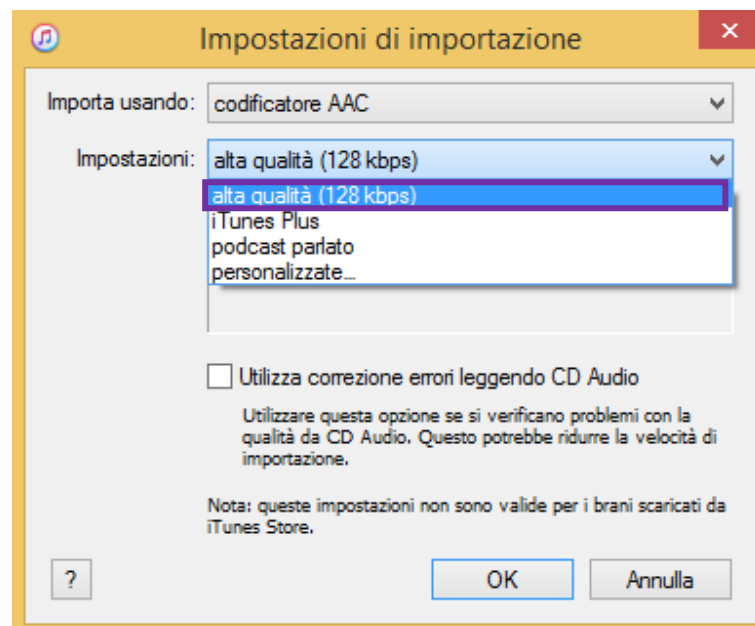 Impostazioni di importazione
Importa usando: codificatore AAC
Impostazioni: alta qualità (128 kbps)
alta qualità (128 kbps)
iTunes Plus
podcast parlato
personalizzate...
Utilizza correzione errori leggendo CD Audio
Utilizzare questa opzione se si verificano problemi con la
qualità da CD Audio. Questo potrebbe ridurre la velocità di
importazione.
Nota: queste impostazioni non sono valide per i brani scaricati da
iTunes Store.
? OK Annulla